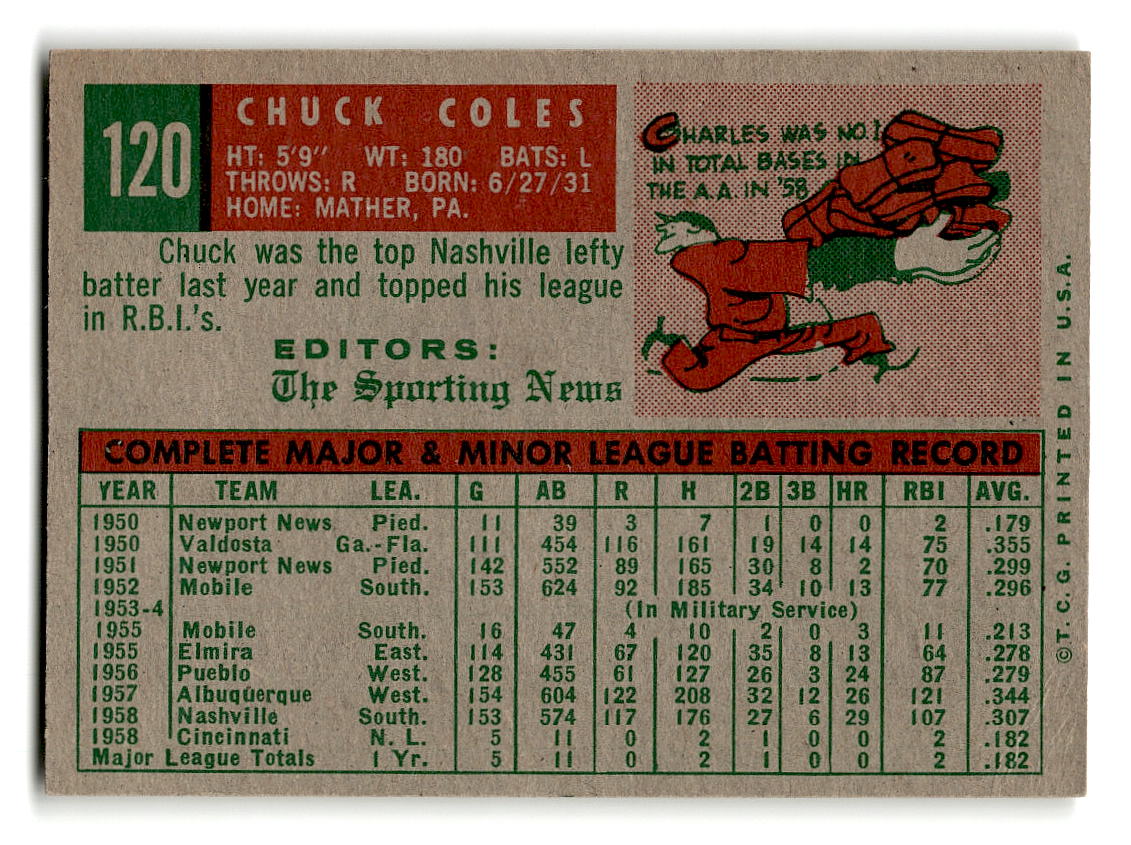 120
CHUCK COLES
HT: 5'9" WT: 180 BATS: L
THROWS: R BORN: 6/27/31
HOME: MATHER, PA.
Chuck was the top Nashville lefty
batter last year and topped his league
in R.B.I.'s.
EDITORS:
The Sporting News
CHARLES WAS NO. 1
IN TOTAL BASES IN
THE A A IN '58
COMPLETE MAJOR & MINOR LEAGUE BATTING RECORD
YEAR TEAM LEA. G AB R H 2B 3B HR RBI AVG.
1950 Newport News Pied. 11 39 3 7 1 0 0 2 .179
1950 Valdosta Ga.-Fla. 111 454 116 161 19 14 14 75 .355
1951 Newport News Pied. 142 552 89 165 30 8 2 70 .299
1952 Mobile South. 153 624 92 185 34 10 13 77 .296
1953-4 (In Military Service)
1955 Mobile South. 16 47 4 10 2 0 3 11 .213
1955 Elmira East. 114 431 67 120 35 8 13 64 .278
1956 Pueblo West. 128 455 61 127 26 3 24 87 .279
1957 Albuquerque West. 154 604 122 208 32 12 26 121 .344
1958 Nashville South. 153 574 117 176 27 6 29 107 .307
1958 Cincinnati N. L. 5 11 0 2 1 0 0 2 .182
Major League Totals 1 Yr. 5 11 0 2 1 0 0 2 .182
©T. C. G. PRINTED IN U.S.A.